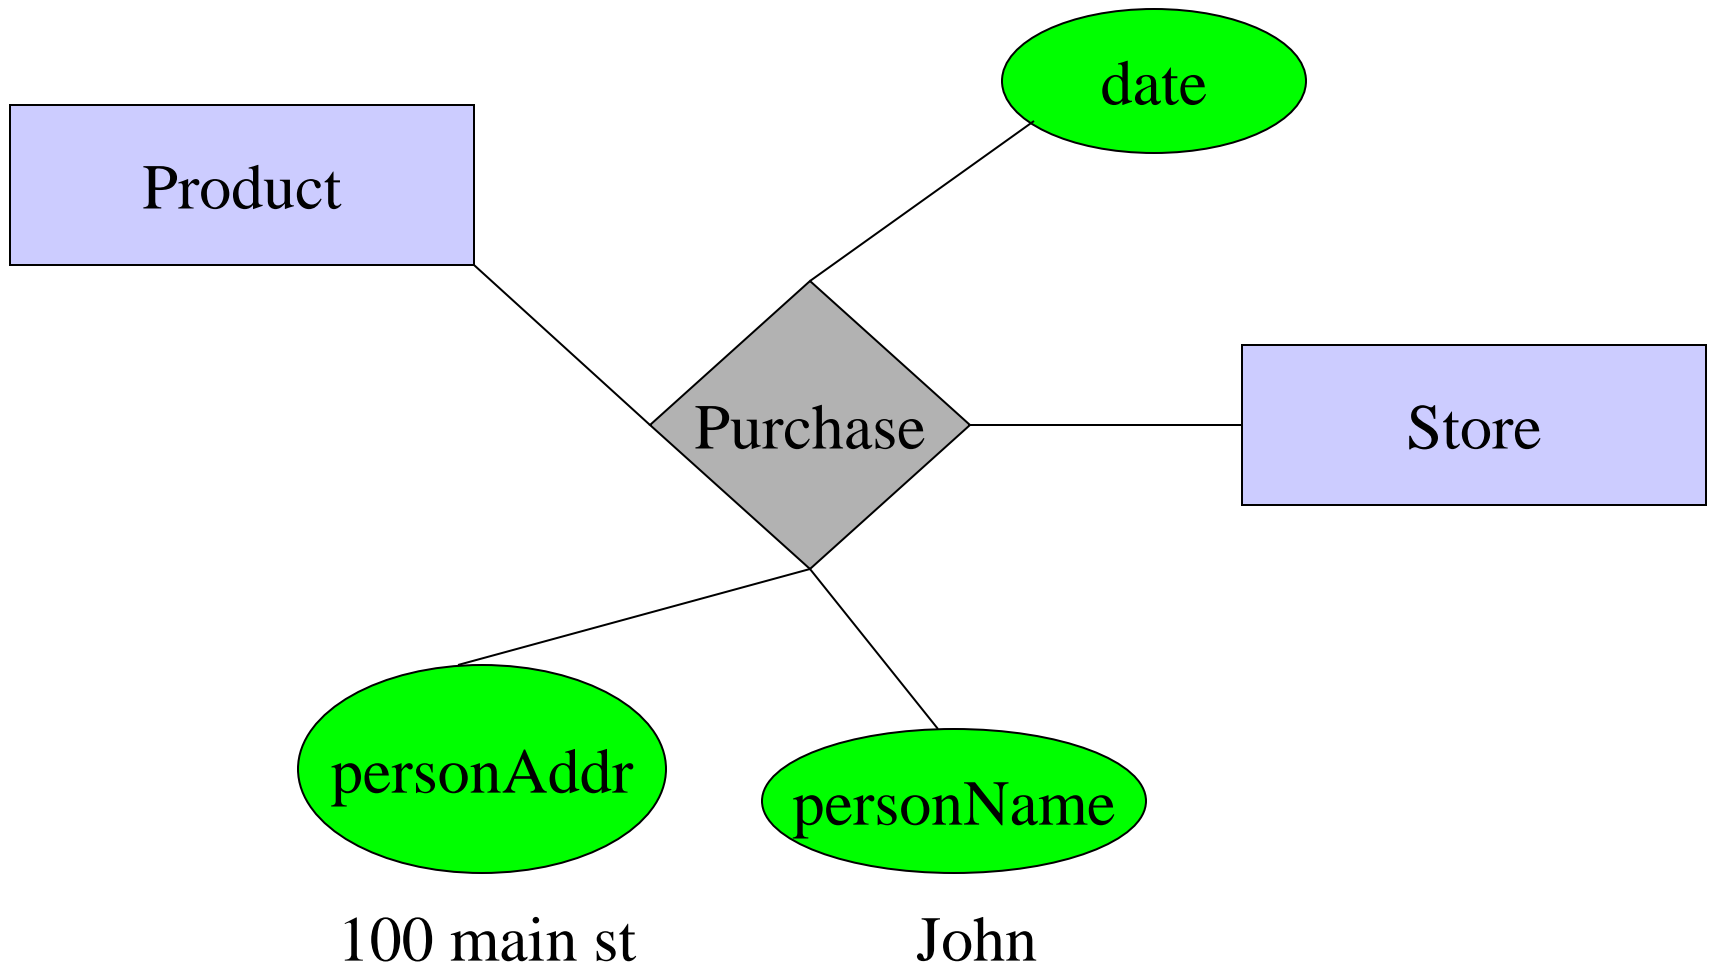 date
Product
Purchase
Store
personAddr
personName
100 main st
John